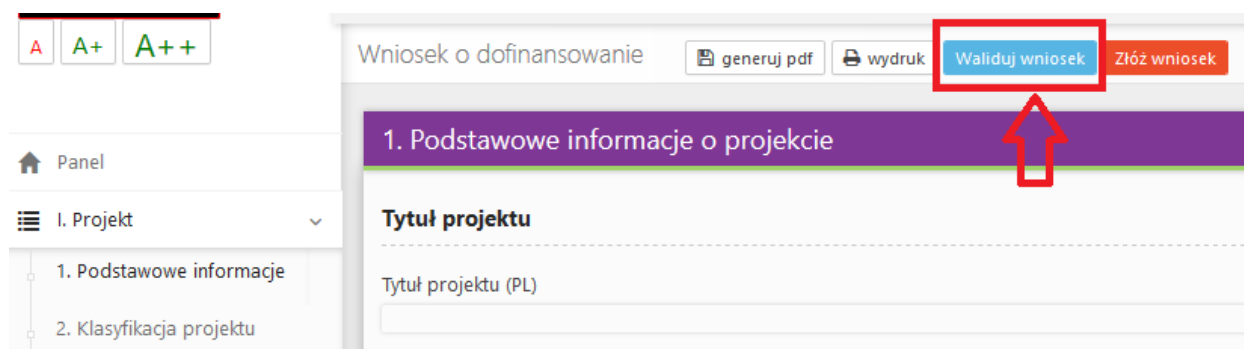 A A+ A++
Wniosek o dofinansowanie generuj pdf wydruk Waliduj wniosek Złóż wniosek
1. Podstawowe informacje o projekcie
Panel
I. Projekt
Tytuł projektu
1. Podstawowe informacje
Tytuł projektu (PL)
2. Klasyfikacja projektu